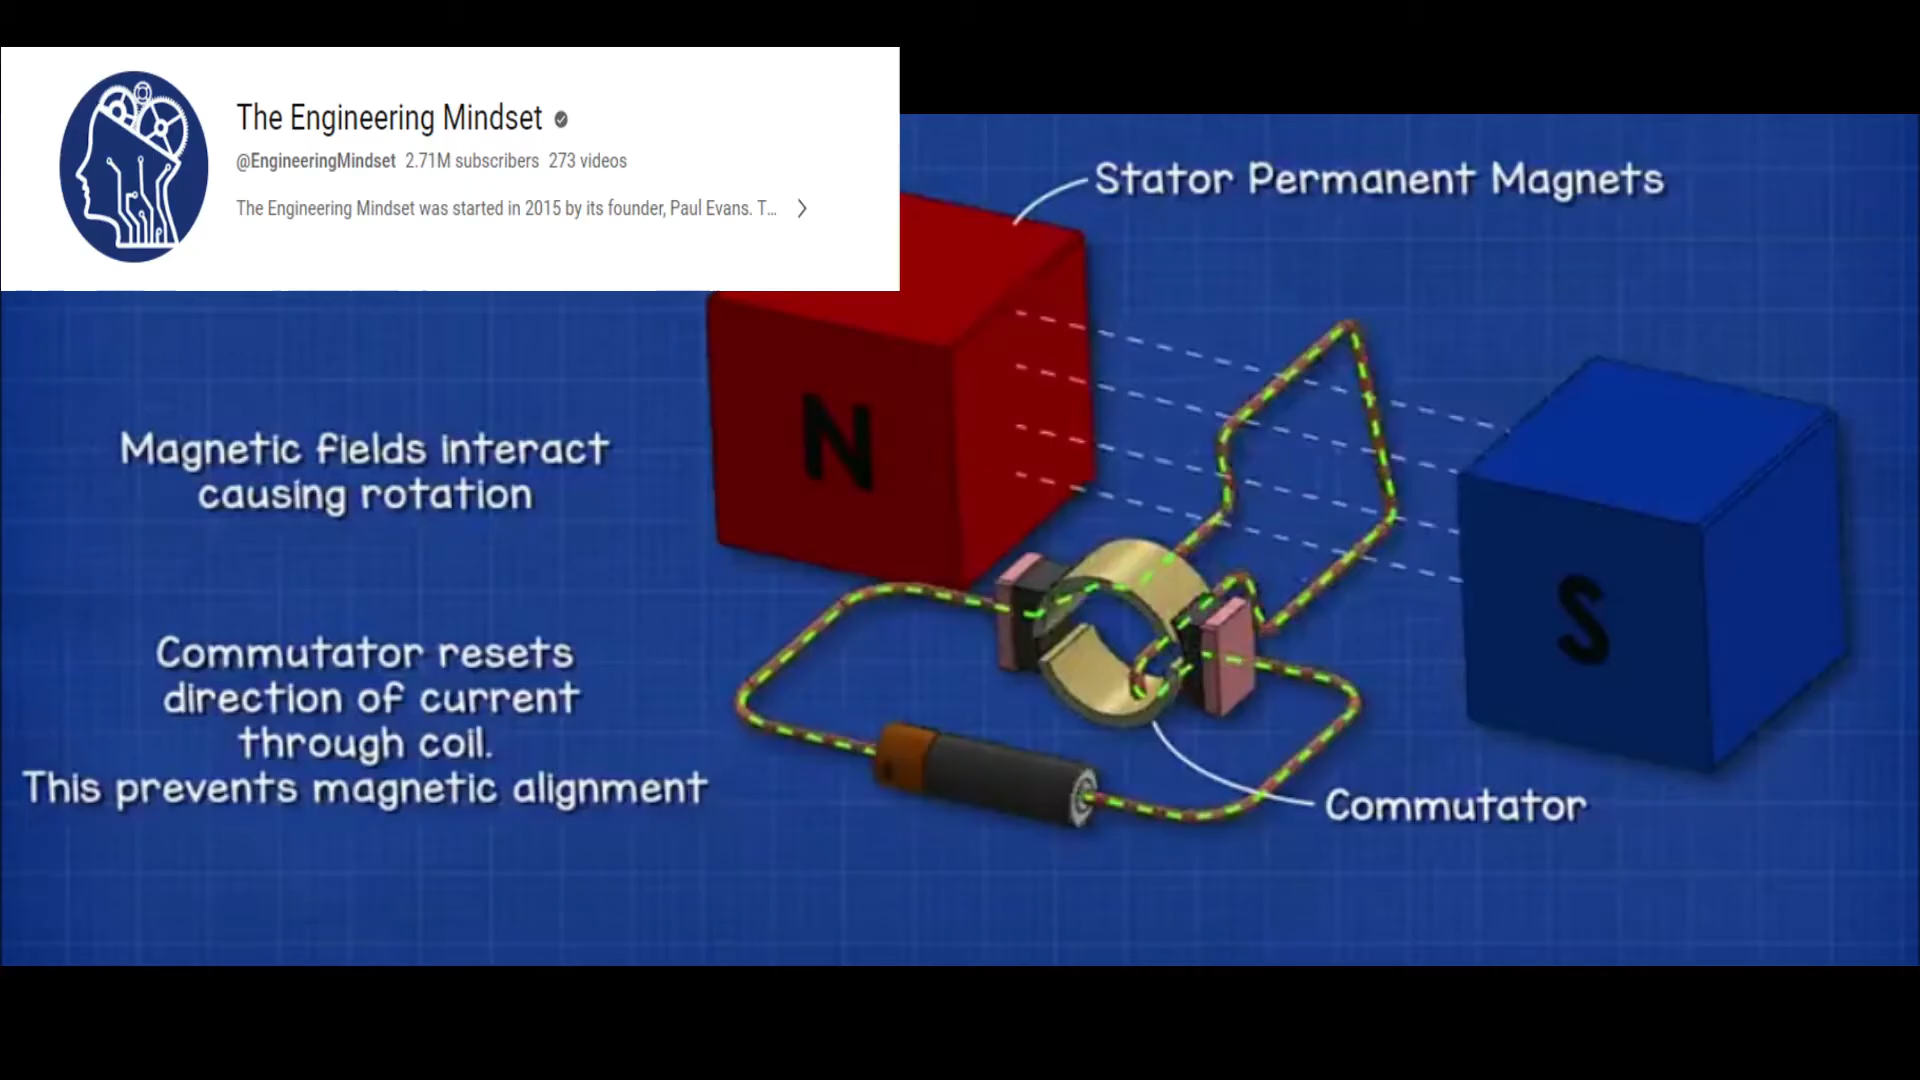 The Engineering Mindset
@EngineeringMindset 2.71M subscribers 273 videos
The Engineering Mindset was started in 2015 by its founder, Paul Evans. T...
Stator Permanent Magnets
N
Magnetic fields interact
causing rotation
S
Commutator resets
direction of current
through coil.
This prevents magnetic alignment
Commutator